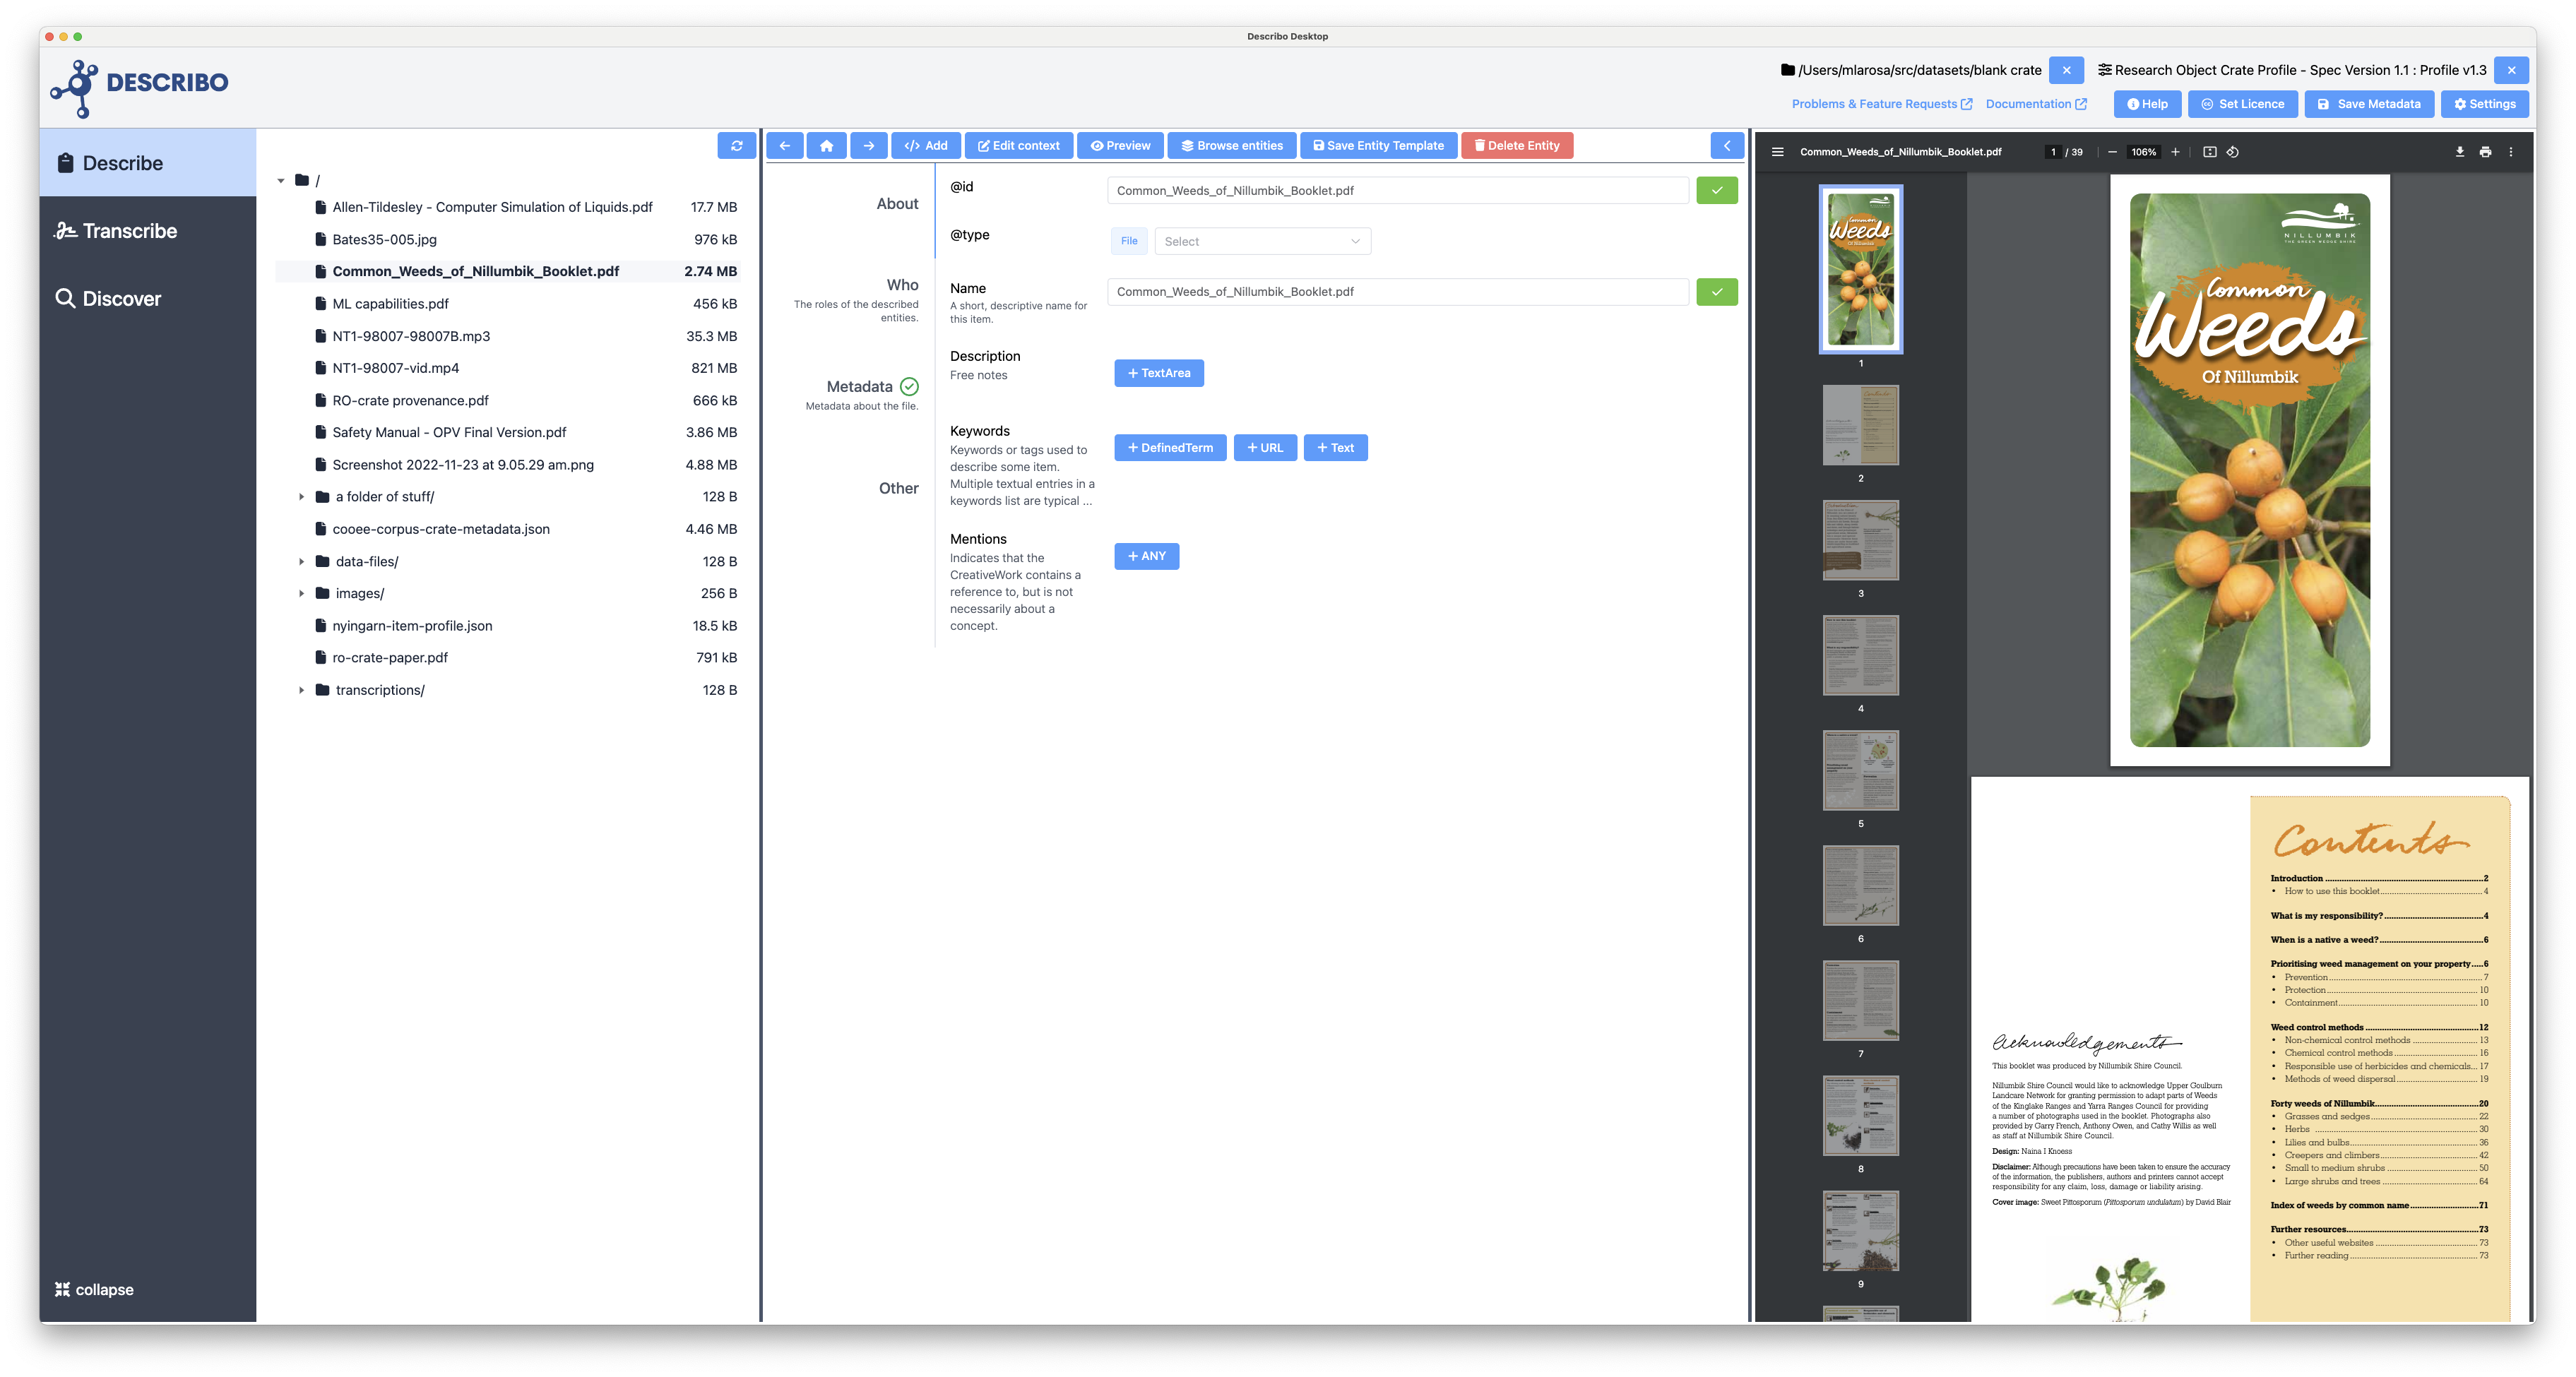 Describo Desktop
DESCRIBO
/Users/mlarosa/src/datasets/blank crate
Research Object Crate Profile - Spec Version 1.1 : Profile v1.3
Problems & Feature Requests
Documentation
Help
Set Licence
Save Metadata
Settings
Describe
Transcribe
Discover
collapse
/
Allen-Tildesley - Computer Simulation of Liquids.pdf 17.7 MB
Bates35-005.jpg 976 kB
Common_Weeds_of_Nillumbik_Booklet.pdf 2.74 MB
ML capabilities.pdf 456 kB
NT1-98007-98007B.mp3 35.3 MB
NT1-98007-vid.mp4 821 MB
RO-crate provenance.pdf 666 kB
Safety Manual - OPV Final Version.pdf 3.86 MB
Screenshot 2022-11-23 at 9.05.29 am.png 4.88 MB
a folder of stuff/ 128 B
cooee-corpus-crate-metadata.json 4.46 MB
data-files/ 128 B
images/ 256 B
nyingarn-item-profile.json 18.5 kB
ro-crate-paper.pdf 791 kB
transcriptions/ 128 B
</> Add
Edit context
Preview
Browse entities
Save Entity Template
Delete Entity
About
Who
The roles of the described
entities.
Metadata
Metadata about the file.
Other
@id
Common_Weeds_of_Nillumbik_Booklet.pdf
@type
File
Select
Name
A short, descriptive name for
this item.
Common_Weeds_of_Nillumbik_Booklet.pdf
Description
Free notes
+ TextArea
Keywords
Keywords or tags used to
describe some item.
Multiple textual entries in a
keywords list are typical ...
+ DefinedTerm
+ URL
+ Text
Mentions
Indicates that the
CreativeWork contains a
reference to, but is not
necessarily about a
concept.
+ ANY
Common_Weeds_of_Nillumbik_Booklet.pdf
1 / 39
106%
Common
Weeds
Of Nillumbik
1
2
3
4
5
6
7
8
9
NILLUMBIK
THE GREEN WEDGE SHIRE
Common
Weeds
Of Nillumbik
Acknowledgements
This booklet was produced by Nillumbik Shire Council.
Nillumbik Shire Council would like to acknowledge Upper Goulburn
Landcare Network for granting permission to adapt parts of Weeds
of the Kinglake Ranges and Yarra Ranges Council for providing
a number of photographs used in the booklet. Photographs also
provided by Garry French, Anthony Owen, and Cathy Willis as well
as staff at Nillumbik Shire Council.
Design: Naina I Knoess
Disclaimer: Although precautions have been taken to ensure the accuracy
of the information, the publishers, authors and printers cannot accept
responsibility for any claim, loss, damage or liability arising.
Cover image: Sweet Pittosporum (Pittosporum undulatum) by David Blair
Contents
Introduction 2
• How to use this booklet 4
What is my responsibility? 4
When is a native a weed? 6
Prioritising weed management on your property 6
• Prevention 7
• Protection 10
• Containment 10
Weed control methods 12
• Non-chemical control methods 13
• Chemical control methods 16
• Responsible use of herbicides and chemicals 17
• Methods of weed dispersal 19
Forty weeds of Nillumbik 20
• Grasses and sedges 22
• Herbs 30
• Lilies and bulbs 36
• Creepers and climbers 42
• Small to medium shrubs 50
• Large shrubs and trees 64
Index of weeds by common name 71
Further resources 73
• Other useful websites 73
• Further reading 73